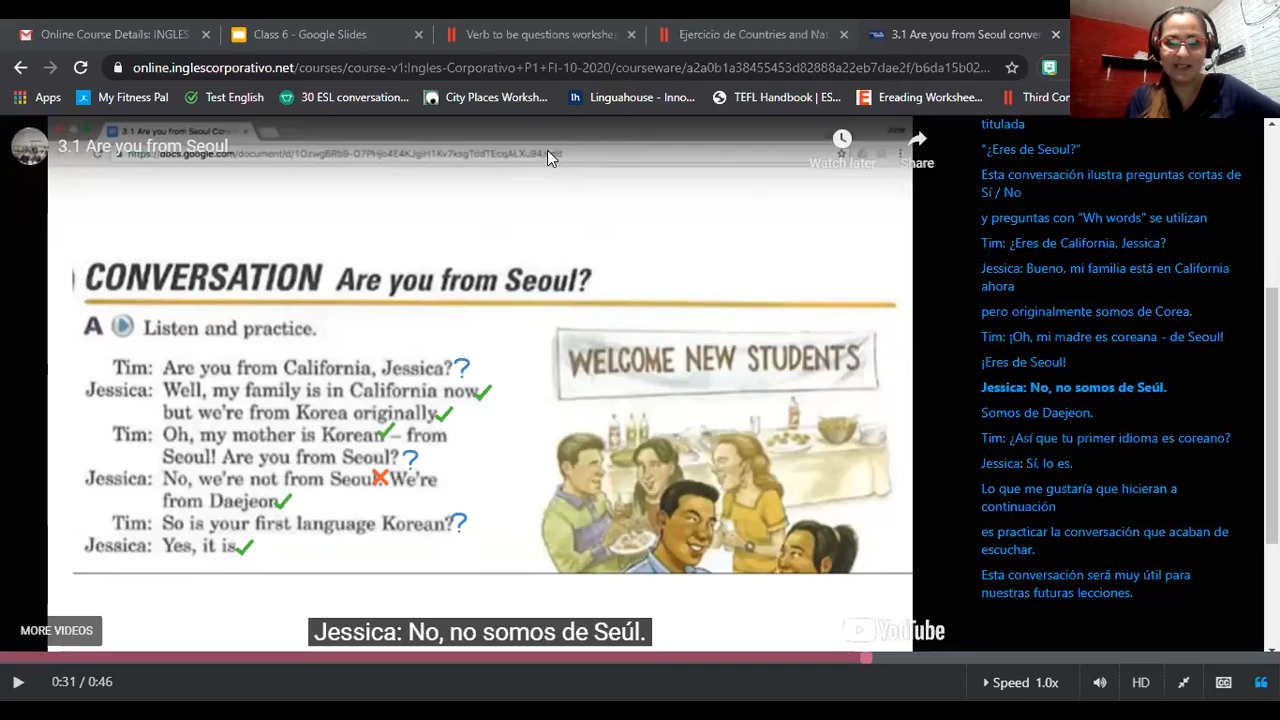 Online Course Details: INGLES
Class 6 - Google Slides
Verb to be questions workshe
Ejercicio de Countries and Nat
3.1 Are you from Seoul conver
online.inglescorporativo.net/courses/course-v1:Ingles-Corporativo+P1+FI-10-2020/courseware/a2a0b1a38455453d82888a22eb7dae2f/b6da15b02...
Apps
My Fitness Pal
Test English
30 ESL conversation...
City Places Worksh...
Linguahouse - Inno...
TEFL Handbook | ES...
Ereading Workshee...
Third Con
3.1 Are you from Seoul
Watch later
Share
CONVERSATION Are you from Seoul?
A Listen and practice.
Tim: Are you from California, Jessica??
Jessica: Well, my family is in California now
but we're from Korea originally
Tim: Oh, my mother is Korean – from
Seoul! Are you from Seoul? ?
Jessica: No, we're not from Seoul. We're
from Daejeon
Tim: So is your first language Korean??
Jessica: Yes, it is
WELCOME NEW STUDENTS
MORE VIDEOS
Jessica: No, no somos de Seúl.
YouTube
0:31 / 0:46
Speed 1.0x
HD
CC
titulada
"¿Eres de Seoul?"
Esta conversación ilustra preguntas cortas de
Sí / No
y preguntas con “Wh words” se utilizan
Tim: ¿Eres de California, Jessica?
Jessica: Bueno, mi familia está en California
ahora
pero originalmente somos de Corea.
Tim: ¡Oh, mi madre es coreana - de Seoul!
¡Eres de Seoul!
Jessica: No, no somos de Seúl.
Somos de Daejeon.
Tim: ¿Así que tu primer idioma es coreano?
Jessica: Sí, lo es.
Lo que me gustaría que hicieran a
continuación
es practicar la conversación que acaban de
escuchar.
Esta conversación será muy útil para
nuestras futuras lecciones.